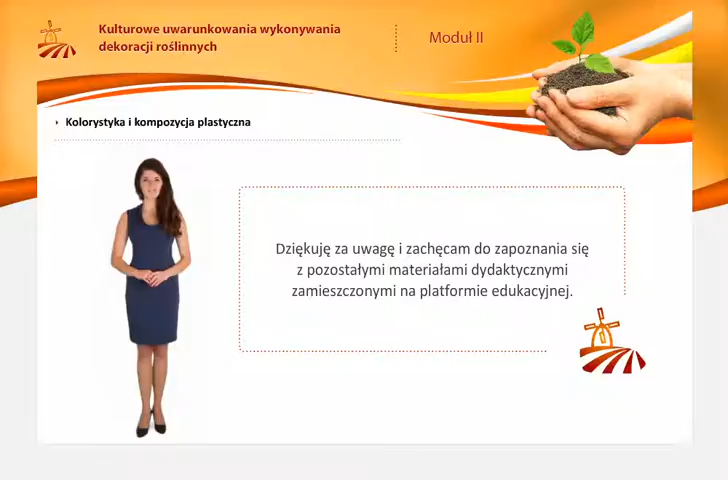 Kulturowe uwarunkowania wykonywania
dekoracji roślinnych
Moduł II
Kolorystyka i kompozycja plastyczna
Dziękuję za uwagę i zachęcam do zapoznania się
z pozostałymi materiałami dydaktycznymi
zamieszczonymi na platformie edukacyjnej.